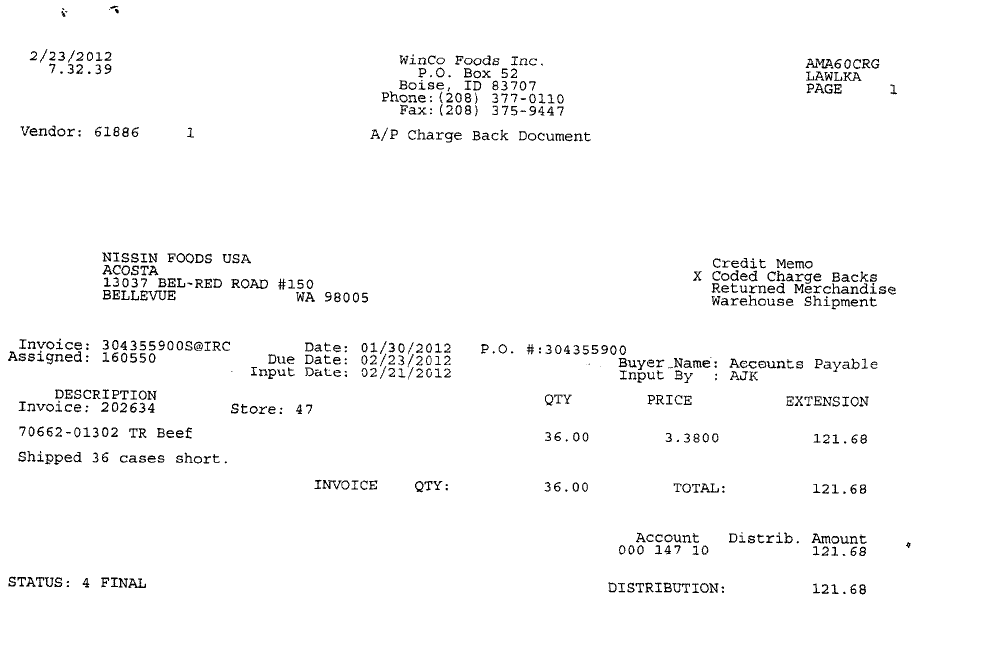 2/23/2012 WinCo Foods Inc. AMA60CRG
7.32.39 P.O. Box 52 LAWLKA
Boise, ID 83707 PAGE 1
Phone:(208) 377-0110
Fax:(208) 375-9447
Vendor: 61886 1 A/P Charge Back Document
NISSIN FOODS USA Credit Memo
ACOSTA X Coded Charge Backs
13037 BEL-RED ROAD #150 Returned Merchandise
BELLEVUE WA 98005 Warehouse Shipment
Invoice: 304355900S@IRC Date: 01/30/2012 P.O. #:304355900
Assigned: 160550 Due Date: 02/23/2012 Buyer Name: Accounts Payable
Input Date: 02/21/2012 Input By : AJK
DESCRIPTION QTY PRICE EXTENSION
Invoice: 202634 Store: 47
70662-01302 TR Beef 36.00 3.3800 121.68
Shipped 36 cases short.
INVOICE QTY: 36.00 TOTAL: 121.68
Account Distrib. Amount
000 147 10 121.68
STATUS: 4 FINAL DISTRIBUTION: 121.68